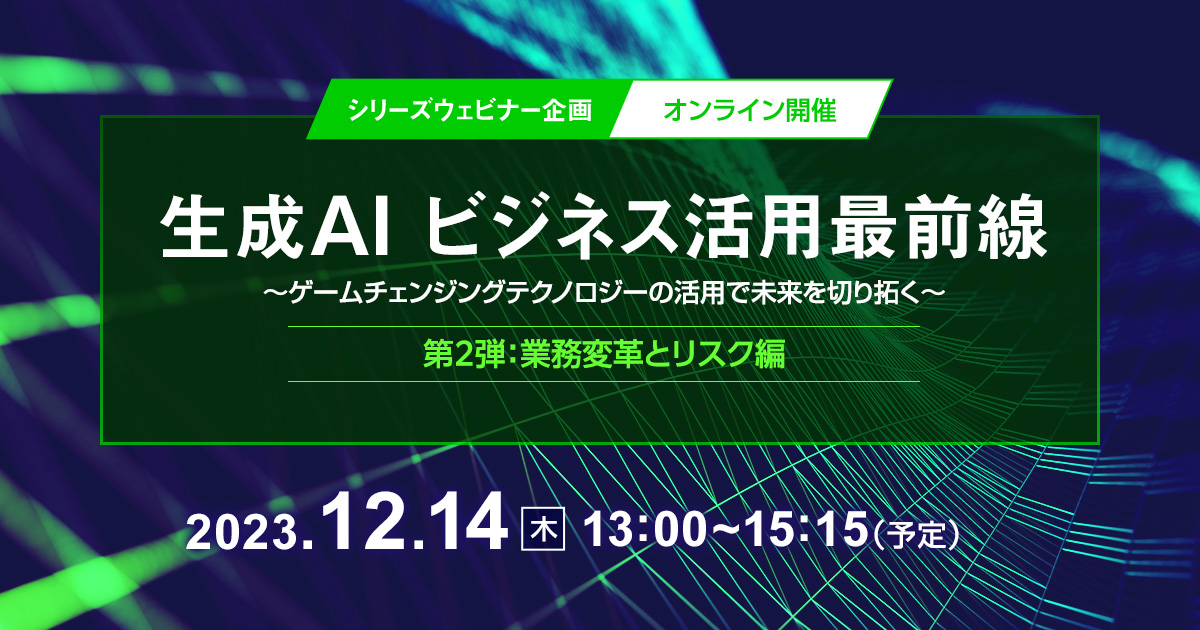 シリーズウェビナー企画 オンライン開催
生成AI ビジネス活用最前線
～ゲームチェンジングテクノロジーの活用で未来を切り拓く～
第2弾：業務変革とリスク編
2023.12.14 木 13:00~15:15（予定）